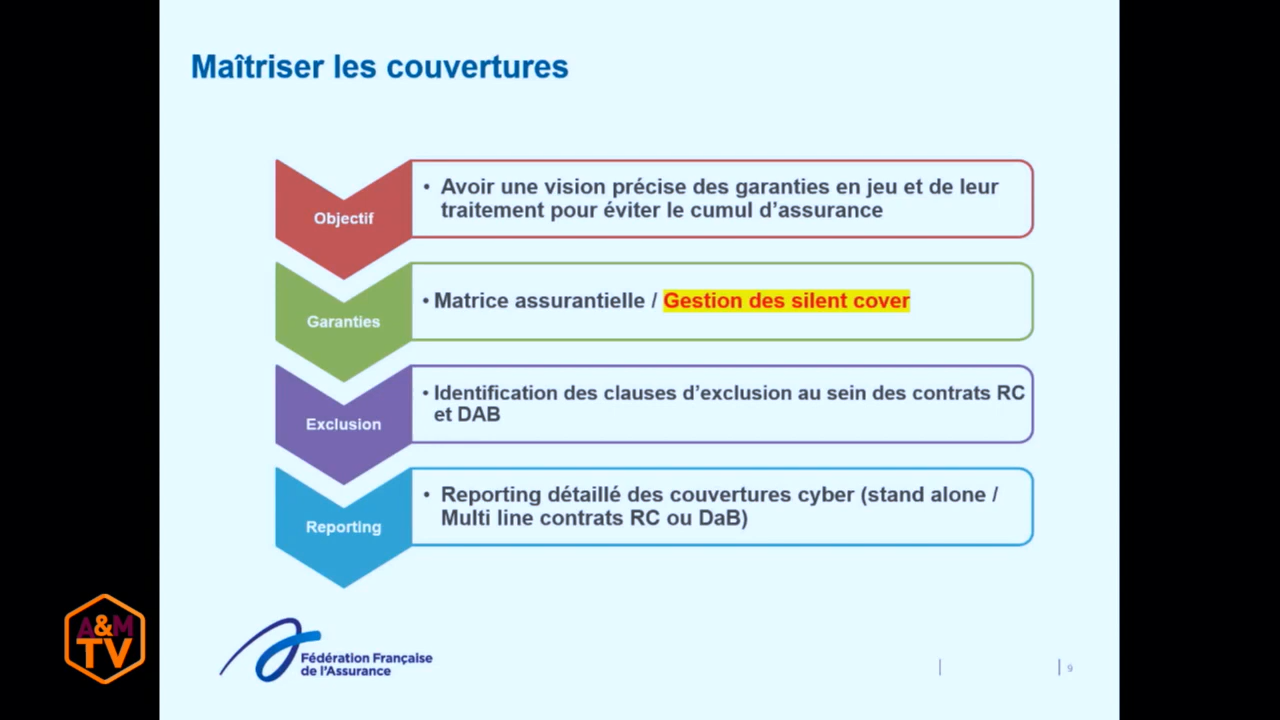 Maîtriser les couvertures
Objectif
• Avoir une vision précise des garanties en jeu et de leur
traitement pour éviter le cumul d’assurance
Garanties
• Matrice assurantielle / Gestion des silent cover
Exclusion
• Identification des clauses d’exclusion au sein des contrats RC
et DAB
Reporting
• Reporting détaillé des couvertures cyber (stand alone /
Multi line contrats RC ou DaB)
A&M
TV
Fédération Française
de l’Assurance
9